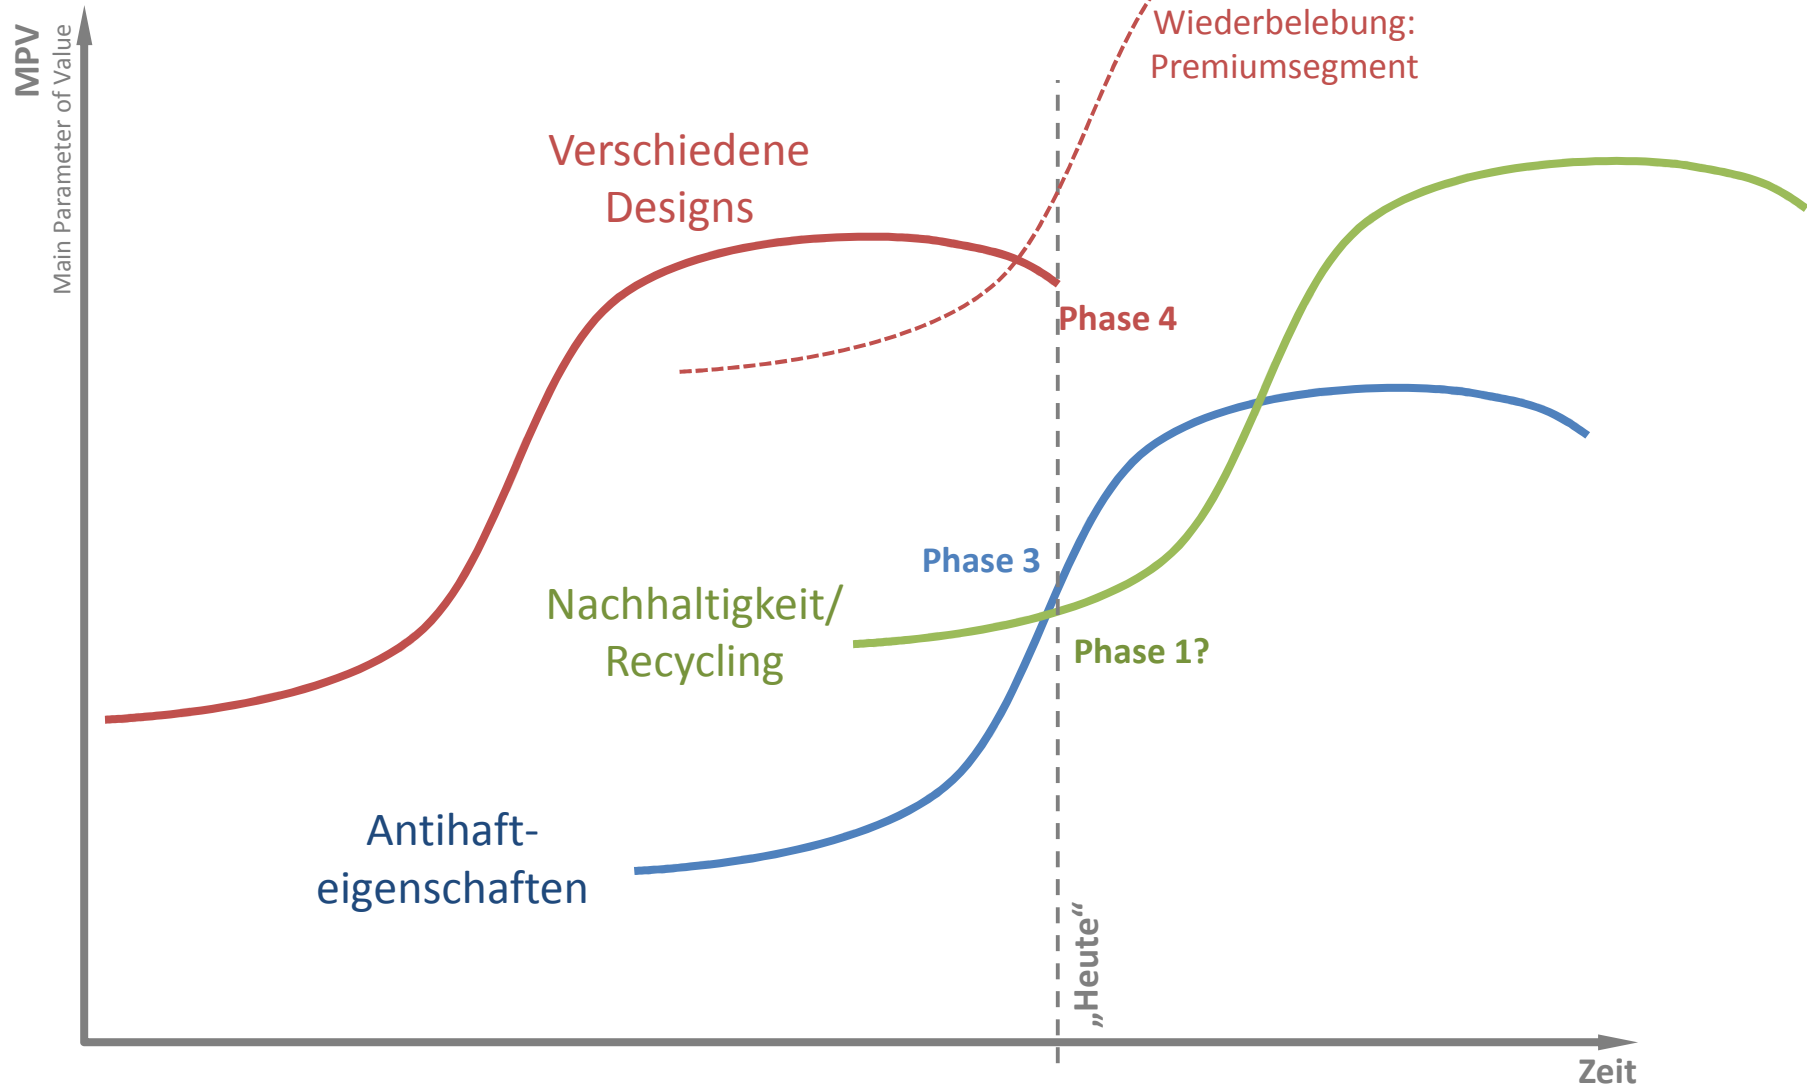 MPV
Main Parameter of Value
Wiederbelebung:
Premiumsegment
Verschiedene
Designs
Phase 4
Phase 3
Nachhaltigkeit/
Recycling
Phase 1?
Antihaft-
eigenschaften
„Heute“
Zeit